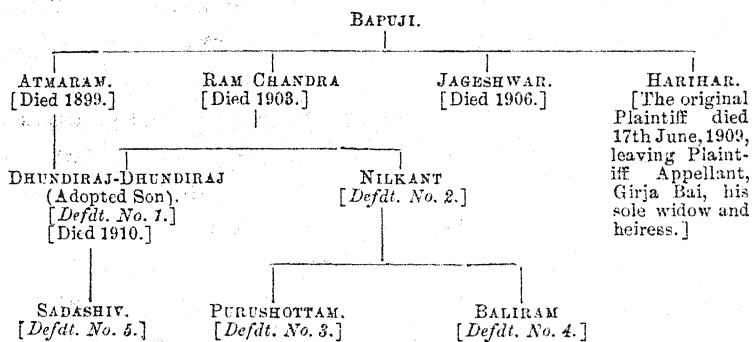 BAPUJI.
ATMARAM. RAM CHANDRA JAGESHWAR. HARIHAR.
[Died 1899.] [Died 1903.] [Died 1906.] [The original
Plaintiff died
17th June, 1909,
leaving Plaint-
iff Appellant,
Girja Bai, his
sole widow and
heiress.]
DHUNDIRAJ-DHUNDIRAJ NILKANT
(Adopted Son). [Defdt. No. 2.]
[Defdt. No. 1.]
[Died 1910.]
SADASHIV. PURUSHOTTAM. BALIRAM
[Defdt. No. 5.] [Defdt. No. 3.] [Defdt. No. 4.]